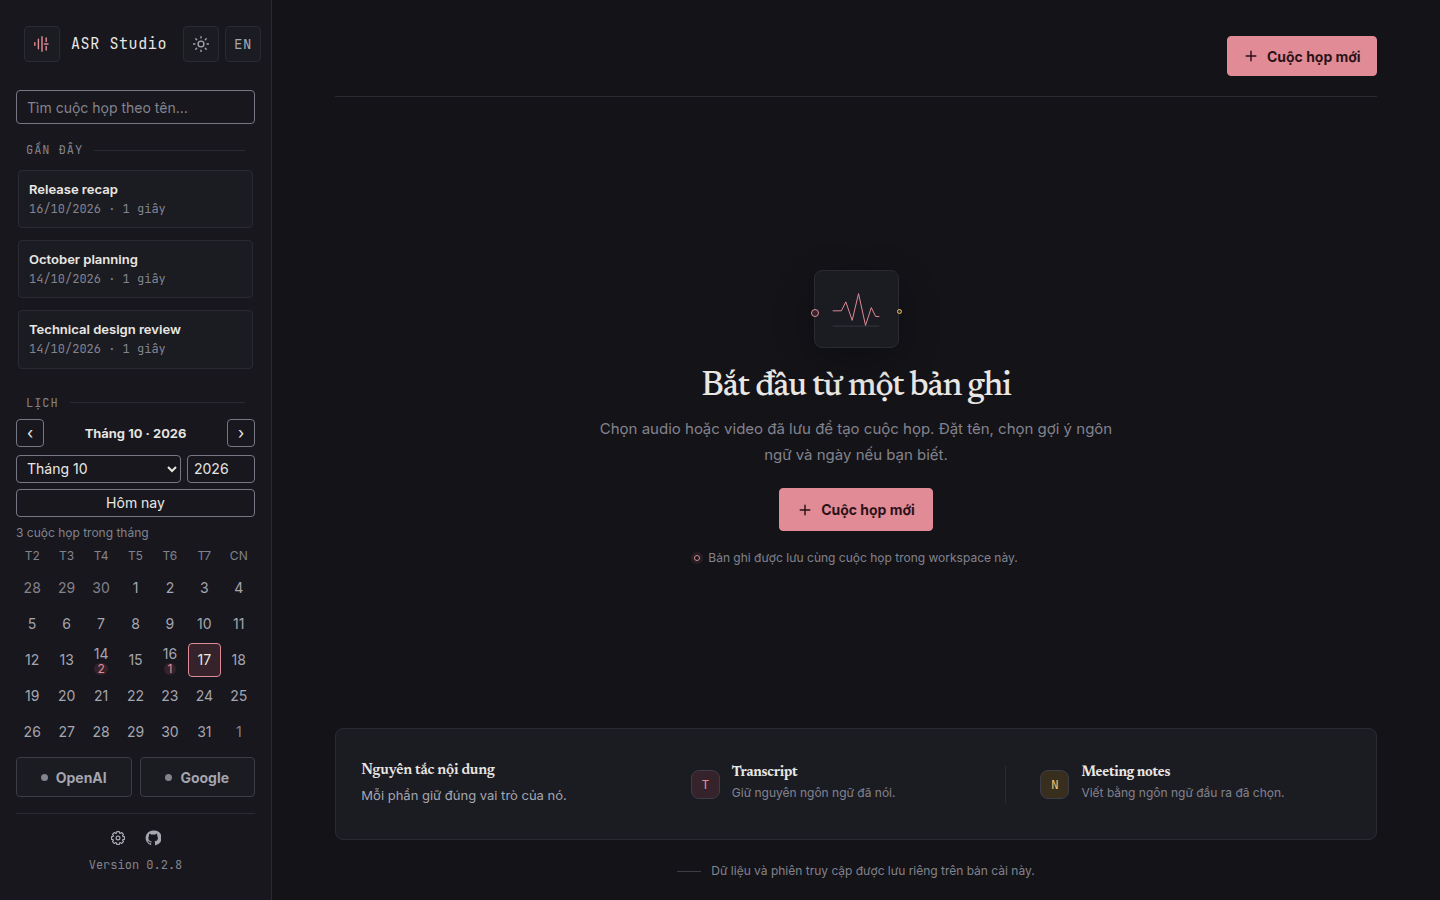 ASR Studio
EN
Tìm cuộc họp theo tên...
GẦN ĐÂY
Release recap
16/10/2026 · 1 giây
October planning
14/10/2026 · 1 giây
Technical design review
14/10/2026 · 1 giây
LỊCH
‹ Tháng 10 · 2026 ›
Tháng 10 2026
Hôm nay
3 cuộc họp trong tháng
T2 T3 T4 T5 T6 T7 CN
28 29 30 1 2 3 4
5 6 7 8 9 10 11
12 13 14 15 16 17 18
2 1
19 20 21 22 23 24 25
26 27 28 29 30 31 1
OpenAI Google
Version 0.2.8
+ Cuộc họp mới
Bắt đầu từ một bản ghi
Chọn audio hoặc video đã lưu để tạo cuộc họp. Đặt tên, chọn gợi ý ngôn
ngữ và ngày nếu bạn biết.
+ Cuộc họp mới
Bản ghi được lưu cùng cuộc họp trong workspace này.
Nguyên tắc nội dung
Mỗi phần giữ đúng vai trò của nó.
T
Transcript
Giữ nguyên ngôn ngữ đã nói.
N
Meeting notes
Viết bằng ngôn ngữ đầu ra đã chọn.
Dữ liệu và phiên truy cập được lưu riêng trên bản cài này.